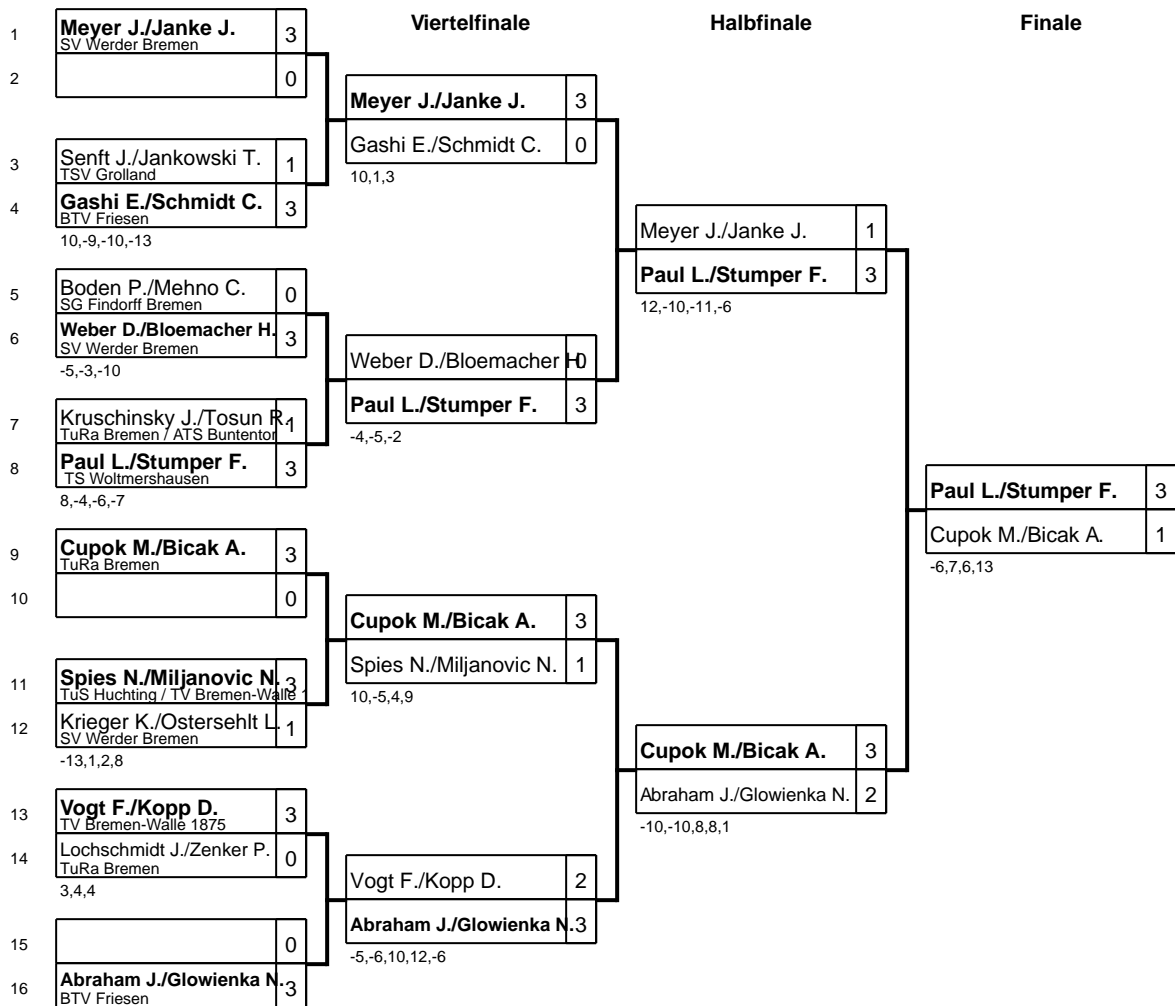 Viertelfinale
Halbfinale
Finale
1
Meyer J./Janke J.
3
SV Werder Bremen
2
0
3
Senft J./Jankowski T.
1
TSV Grolland
4
Gashi E./Schmidt C.
3
BTV Friesen
10,-9,-10,-13
5
Boden P./Mehno C.
0
SG Findorff Bremen
6
Weber D./Bloemacher H.
3
SV Werder Bremen
-5,-3,-10
7
Kruschinsky J./Tosun R.
1
TuRa Bremen / ATS Buntentor
8
Paul L./Stumper F.
3
TS Woltmershausen
8,-4,-6,-7
9
Cupok M./Bicak A.
3
TuRa Bremen
10
0
11
Spies N./Miljanovic N.
3
TuS Huchting / TV Bremen-Walle 1
12
Krieger K./Ostersehlt L.
1
SV Werder Bremen
-13,1,2,8
13
Vogt F./Kopp D.
3
TV Bremen-Walle 1875
14
Lochschmidt J./Zenker P.
0
TuRa Bremen
3,4,4
15
0
16
Abraham J./Glowienka N.
3
BTV Friesen
Meyer J./Janke J.
3
Gashi E./Schmidt C.
0
10,1,3
Weber D./Bloemacher H.
0
Paul L./Stumper F.
3
-4,-5,-2
Cupok M./Bicak A.
3
Spies N./Miljanovic N.
1
10,-5,4,9
Vogt F./Kopp D.
2
Abraham J./Glowienka N.
3
-5,-6,10,12,-6
Meyer J./Janke J.
1
Paul L./Stumper F.
3
12,-10,-11,-6
Cupok M./Bicak A.
3
Abraham J./Glowienka N.
2
-10,-10,8,8,1
Paul L./Stumper F.
3
Cupok M./Bicak A.
1
-6,7,6,13